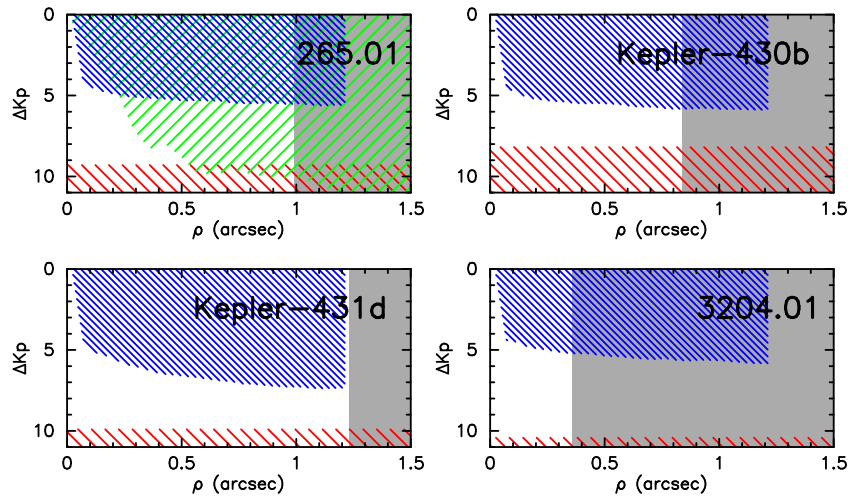 0
5
10
ΔKp
265.01
0 0.5 1 1.5
ρ (arcsec)
0
5
10
ΔKp
Kepler-430b
0 0.5 1 1.5
ρ (arcsec)
0
5
10
ΔKp
Kepler-431d
0 0.5 1 1.5
ρ (arcsec)
0
5
10
ΔKp
3204.01
0 0.5 1 1.5
ρ (arcsec)